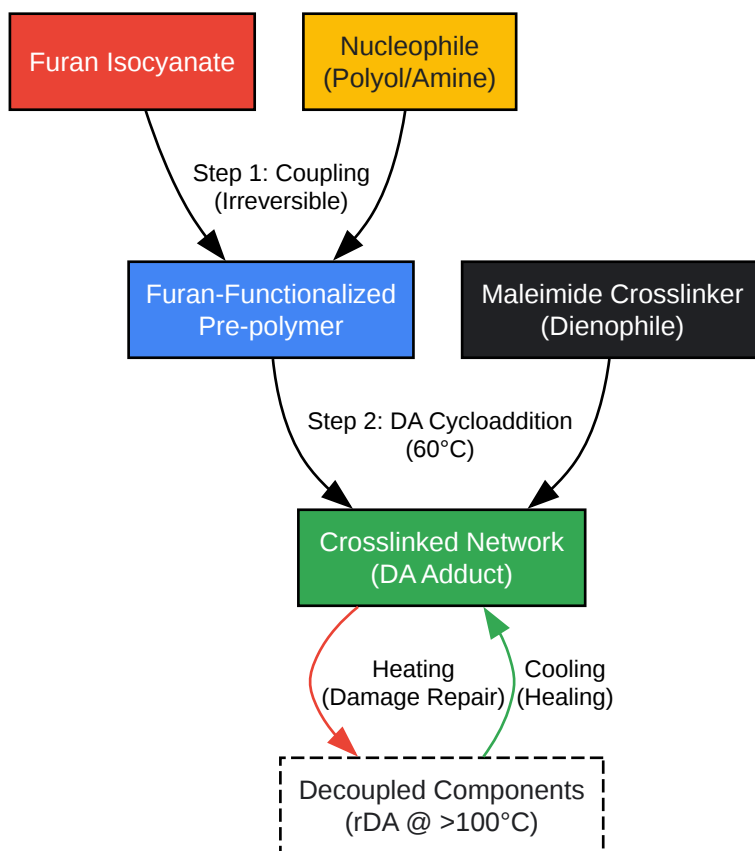 Furan Isocyanate
Nucleophile
(Polyol/Amine)
Step 1: Coupling
(Irreversible)
Furan-Functionalized
Pre-polymer
Maleimide Crosslinker
(Dienophile)
Step 2: DA Cycloaddition
(60°C)
Crosslinked Network
(DA Adduct)
Heating
(Damage Repair)
Cooling
(Healing)
Decoupled Components
(rDA @ >100°C)